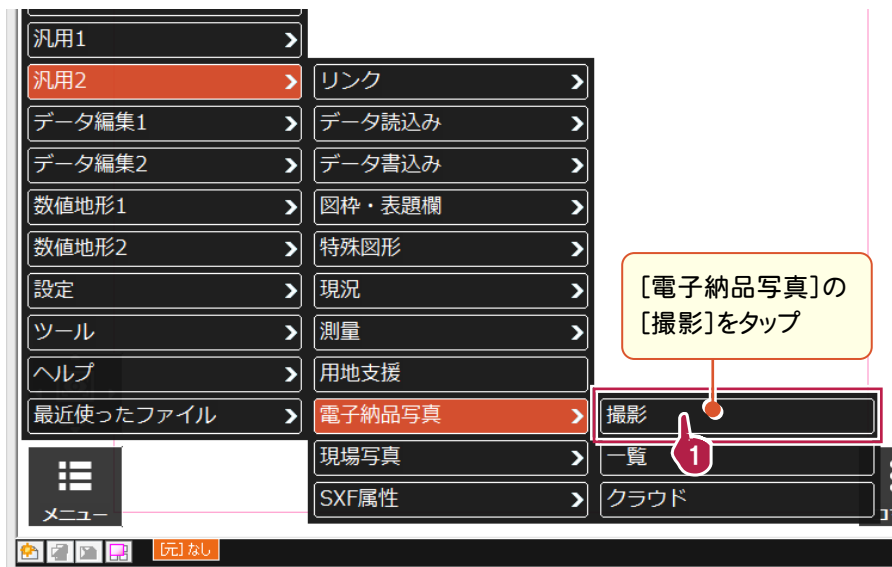 汎用1
汎用2
データ編集1
データ編集2
数値地形1
数値地形2
設定
ツール
ヘルプ
最近使ったファイル
メニュー
リンク
データ読込み
データ書込み
図枠・表題欄
特殊図形
現況
測量
用地支援
電子納品写真
現場写真
SXF属性
撮影
一覧
クラウド
[電子納品写真]の
[撮影]をタップ
1
[元]なし